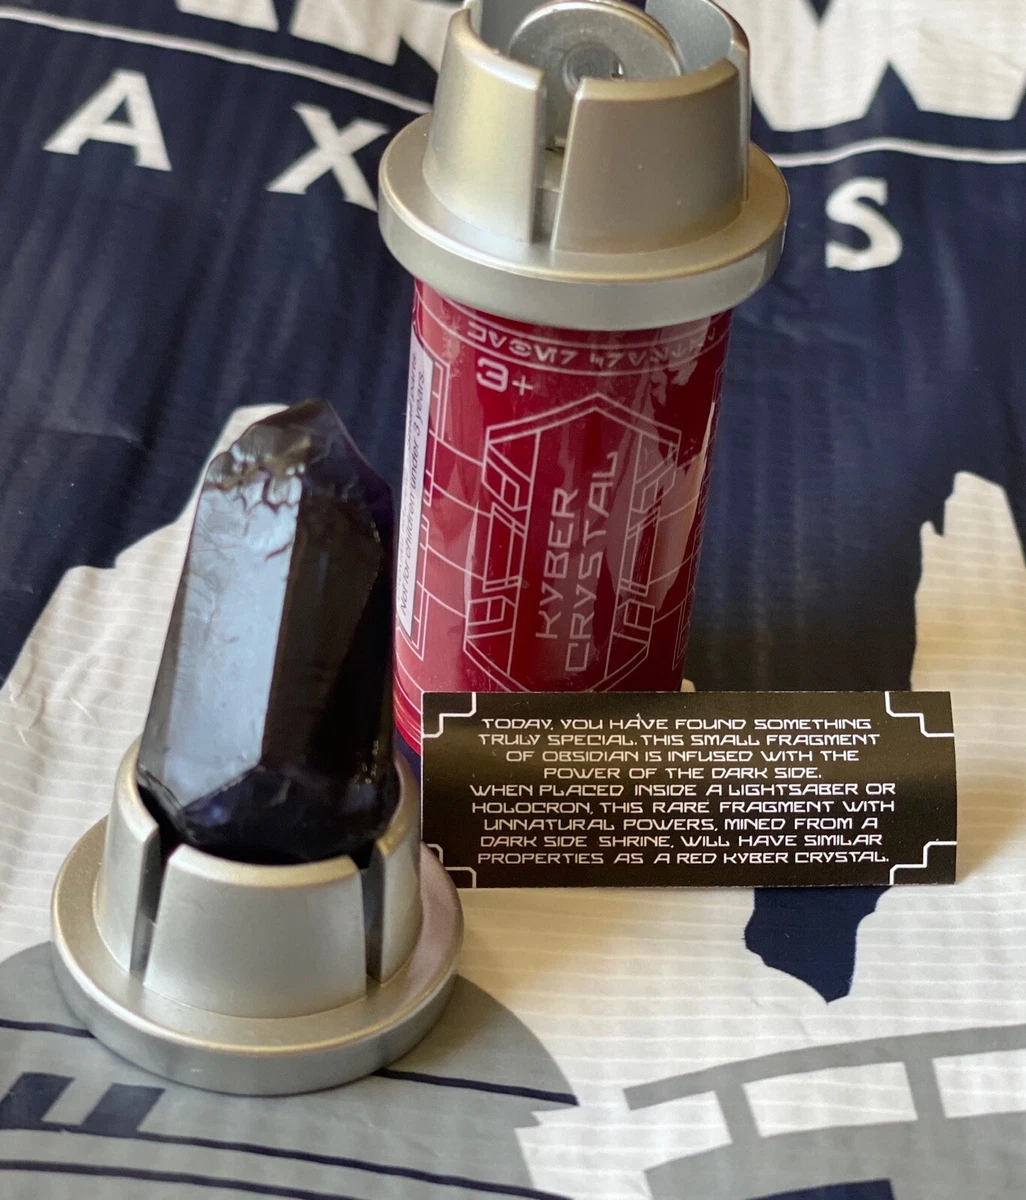 A X S
3+
KYBER
CRYSTAL
Not for children under 3 years.
TODAY, YOU HAVE FOUND SOMETHING
TRULY SPECIAL. THIS SMALL FRAGMENT
OF OBSIDIAN IS INFUSED WITH THE
POWER OF THE DARK SIDE.
WHEN PLACED INSIDE A LIGHTSABER OR
HOLOCRON, THIS RARE FRAGMENT WITH
UNNATURAL POWERS, MINED FROM A
DARK SIDE SHRINE, WILL HAVE SIMILAR
PROPERTIES AS A RED KYBER CRYSTAL.